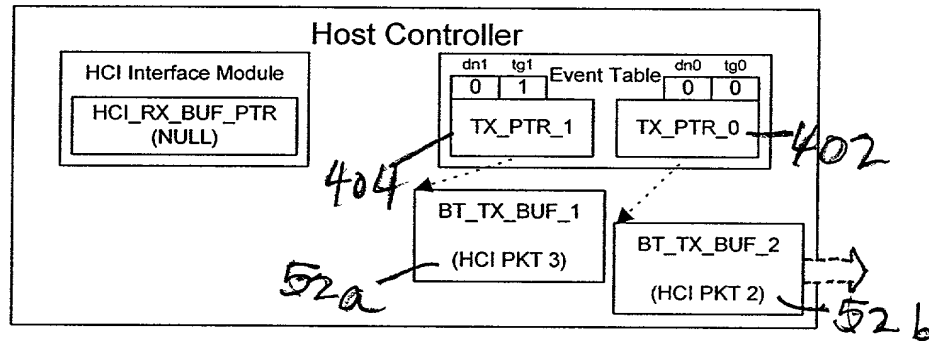 Host Controller
HCI Interface Module
HCI_RX_BUF_PTR
(NULL)
dn1 tg1 Event Table dn0 tg0
0 1 0 0
TX_PTR_1 TX_PTR_0
404 402
BT_TX_BUF_1
(HCI PKT 3)
52a
BT_TX_BUF_2
(HCI PKT 2)
52b